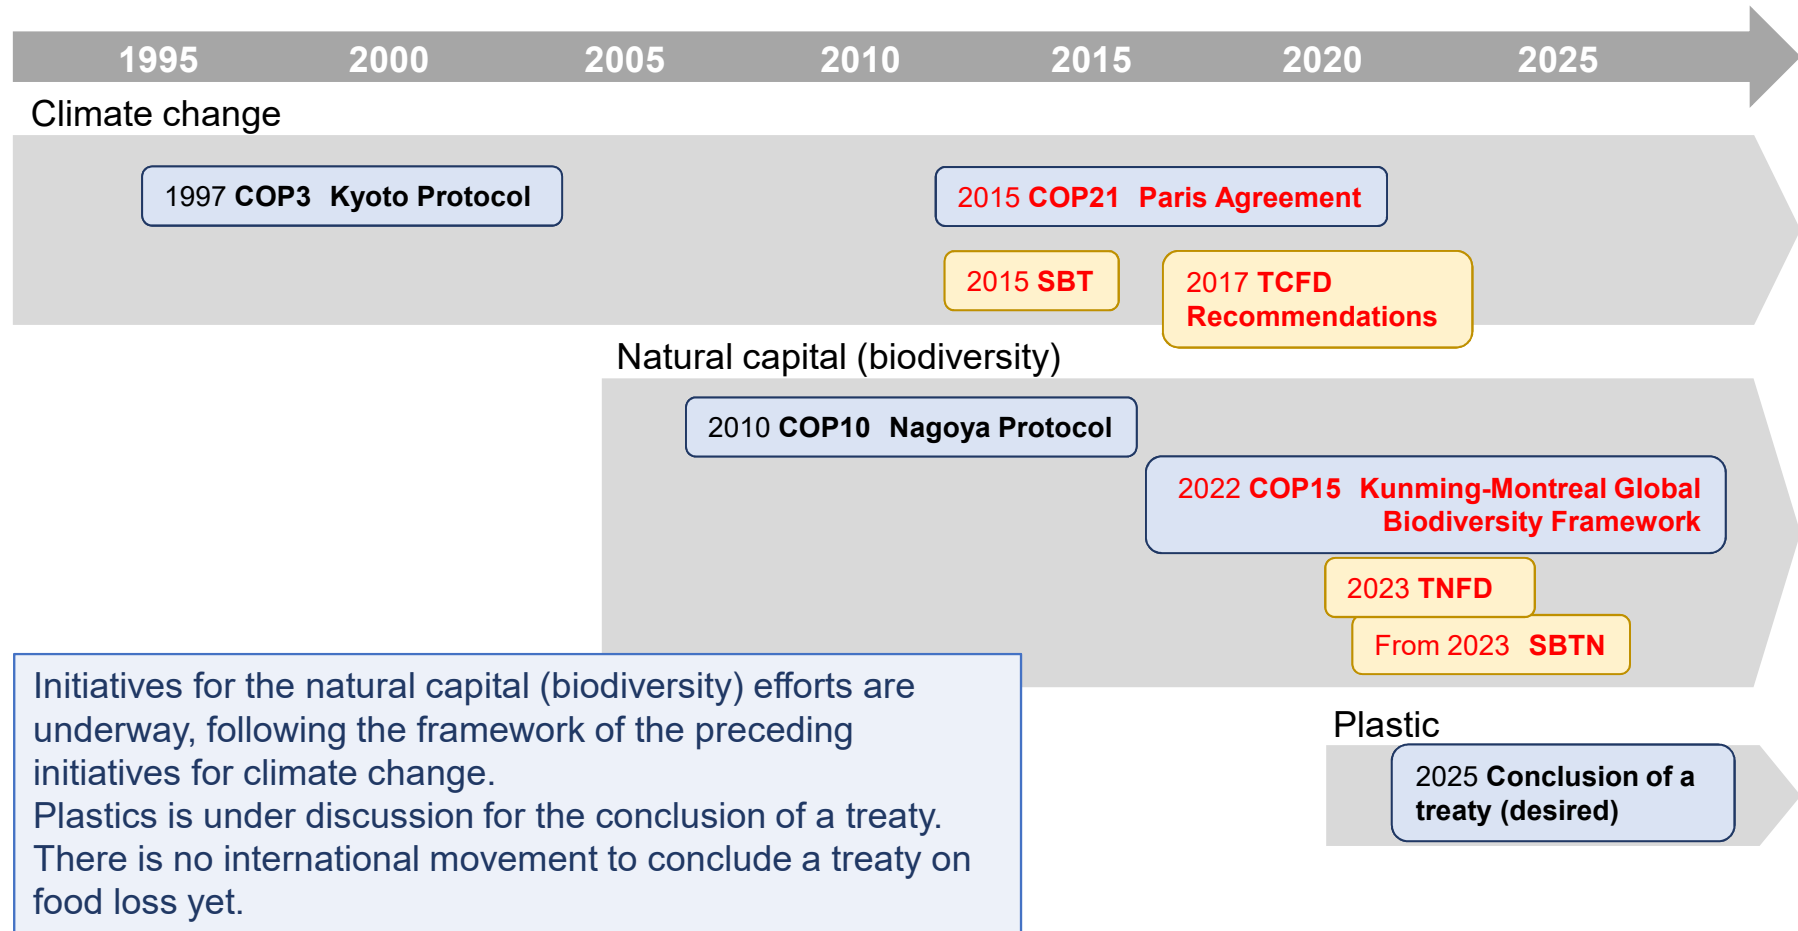 1995 2000 2005 2010 2015 2020 2025
Climate change
1997 COP3 Kyoto Protocol
2015 COP21 Paris Agreement
2015 SBT
2017 TCFD
Recommendations
Natural capital (biodiversity)
2010 COP10 Nagoya Protocol
2022 COP15 Kunming-Montreal Global
Biodiversity Framework
2023 TNFD
From 2023 SBTN
Initiatives for the natural capital (biodiversity) efforts are
underway, following the framework of the preceding
initiatives for climate change.
Plastics is under discussion for the conclusion of a treaty.
There is no international movement to conclude a treaty on
food loss yet.
Plastic
2025 Conclusion of a
treaty (desired)